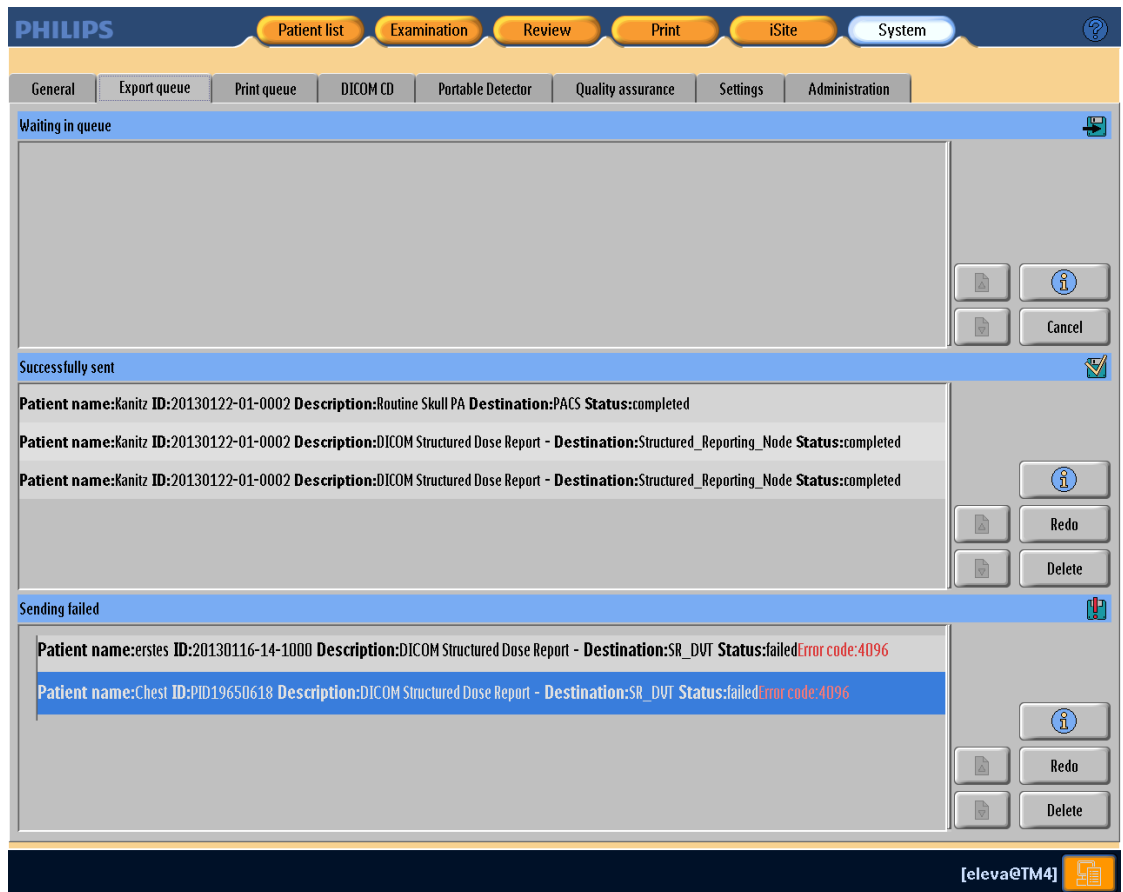 PHILIPS
Patient list
Examination
Review
Print
iSite
System
?
General
Export queue
Print queue
DICOM CD
Portable Detector
Quality assurance
Settings
Administration
Waiting in queue
i
Cancel
Successfully sent
Patient name:Kanitz ID:20130122-01-0002 Description:Routine Skull PA Destination:PACS Status:completed
Patient name:Kanitz ID:20130122-01-0002 Description:DICOM Structured Dose Report - Destination:Structured_Reporting_Node Status:completed
Patient name:Kanitz ID:20130122-01-0002 Description:DICOM Structured Dose Report - Destination:Structured_Reporting_Node Status:completed
i
Redo
Delete
Sending failed
Patient name:erstes ID:20130116-14-1000 Description:DICOM Structured Dose Report - Destination:SR_DVT Status:failedError code:4096
Patient name:Chest ID:PID19650618 Description:DICOM Structured Dose Report - Destination:SR_DVT Status:failedError code:4096
i
Redo
Delete
[eleva@TM4]